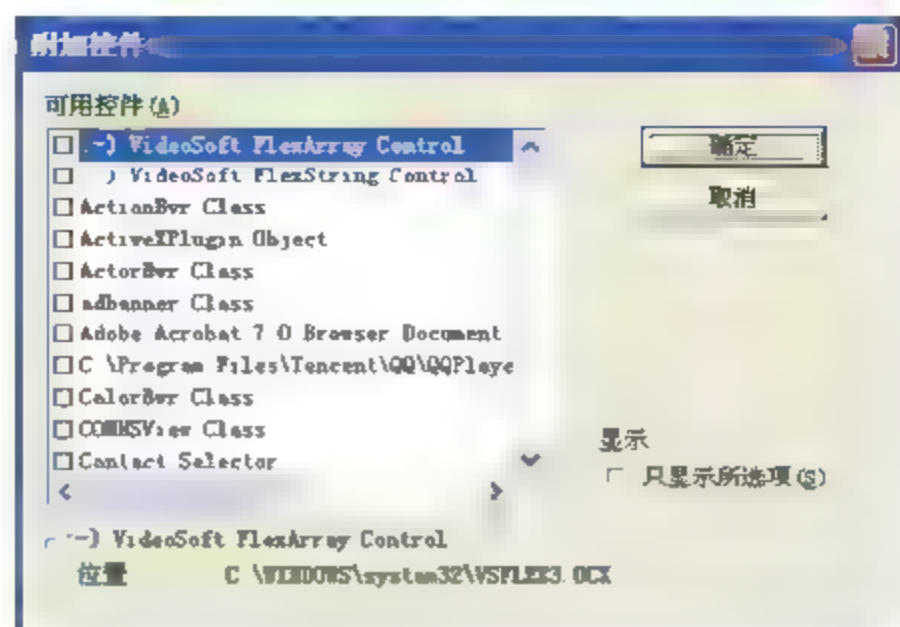 附加控件
可用控件(A)
:-) VideoSoft FlexArray Control
:-) VideoSoft FlexString Control
ActionBvr Class
ActiveXPlugin Object
ActorBvr Class
adbanner Class
Adobe Acrobat 7 0 Browser Document
C \Program Files\Tencent\QQ\QQPlaye
ColorBvr Class
COMNSView Class
Contact Selector
确定
取消
显示
只显示所选项(S)
:-) VideoSoft FlexArray Control
位置 C \WINDOWS\system32\VSFLEX3.OCX